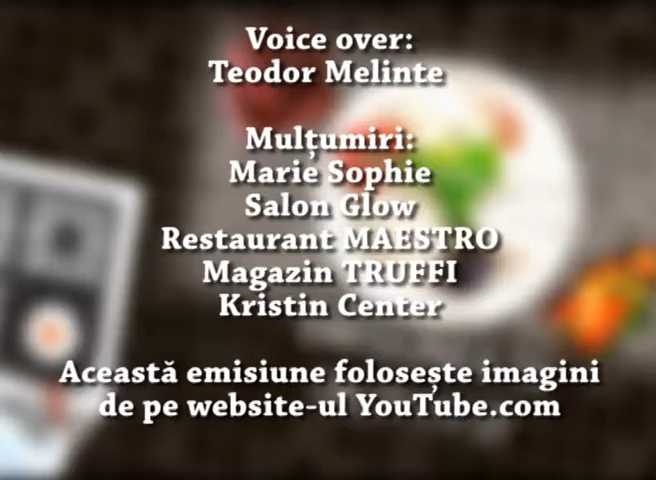 Voice over:
Teodor Melinte
Mulțumiri:
Marie Sophie
Salon Glow
Restaurant MAESTRO
Magazin TRUFFI
Kristin Center
Această emisiune folosește imagini
de pe website-ul YouTube.com